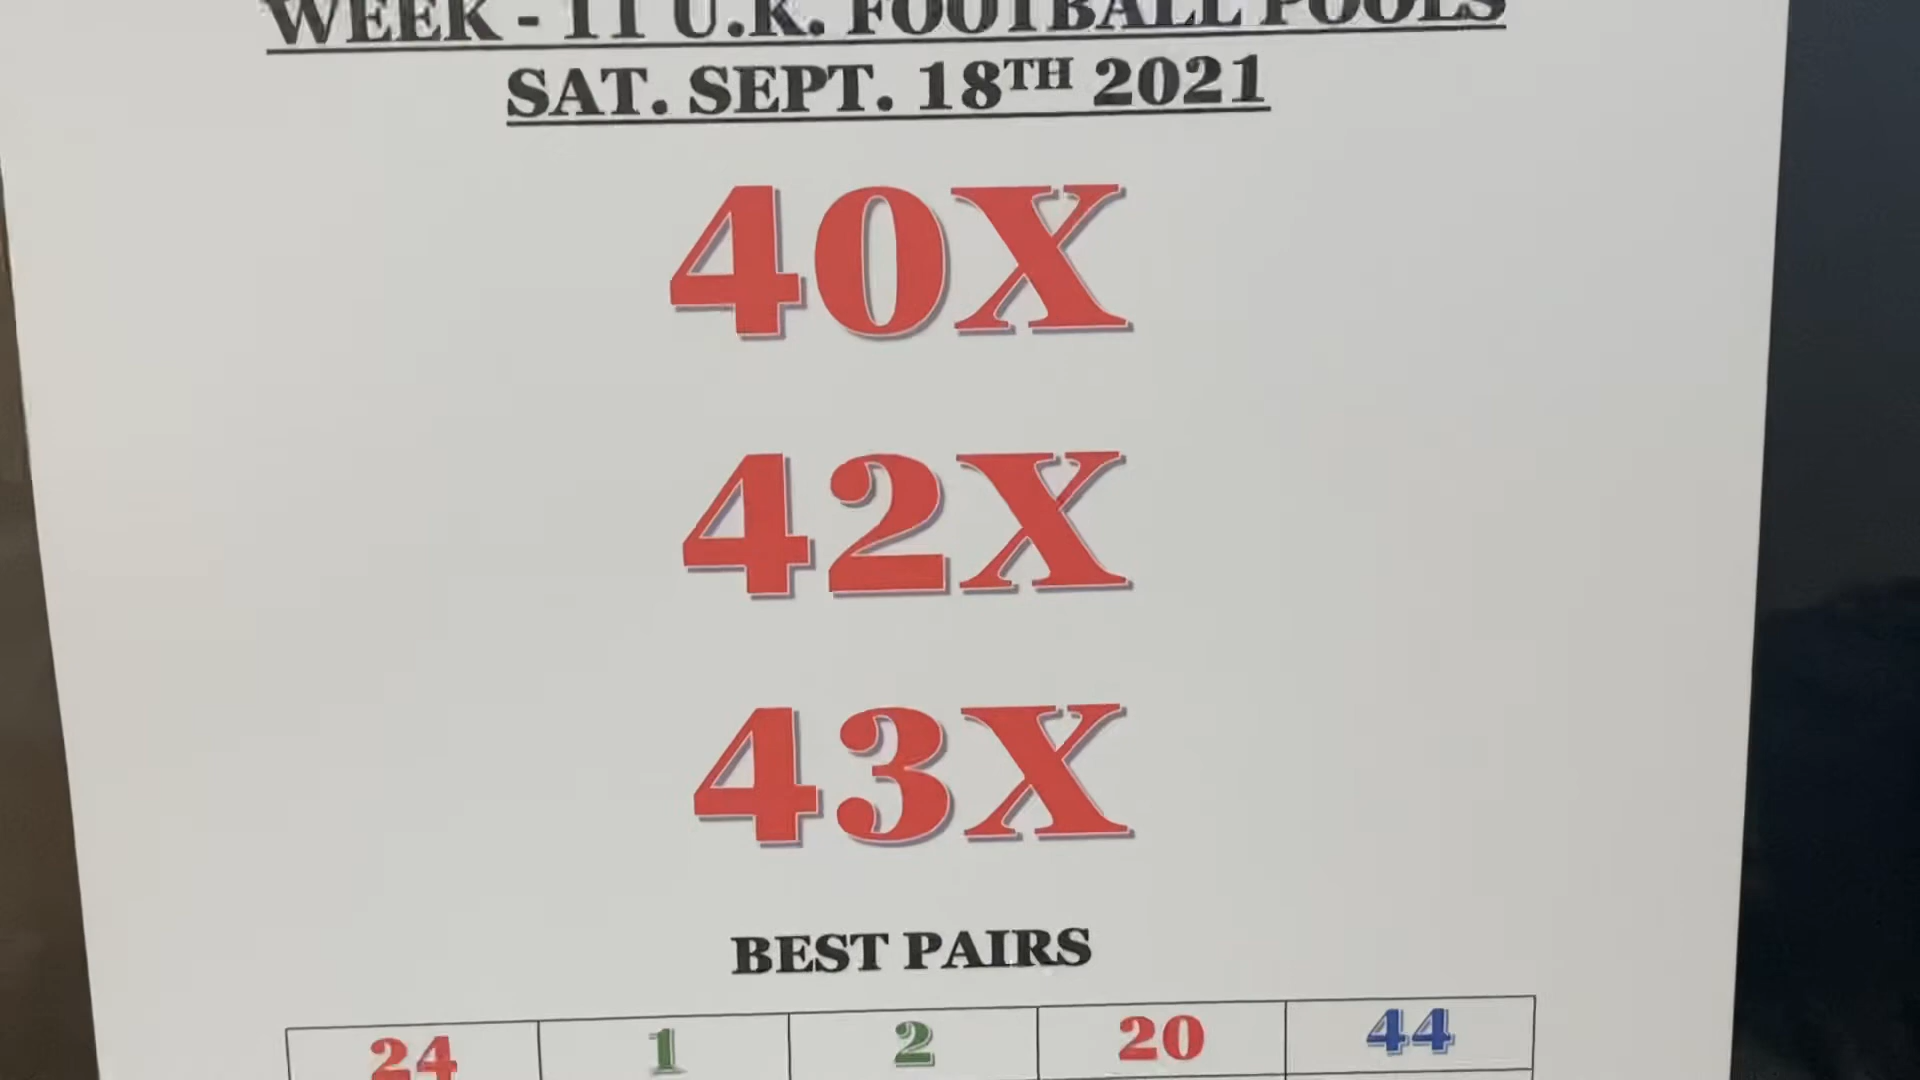 WEEK - 11 U.K. FOOTBALL POOLS
SAT. SEPT. 18TH 2021
40X
42X
43X
BEST PAIRS
24 1 2 20 44